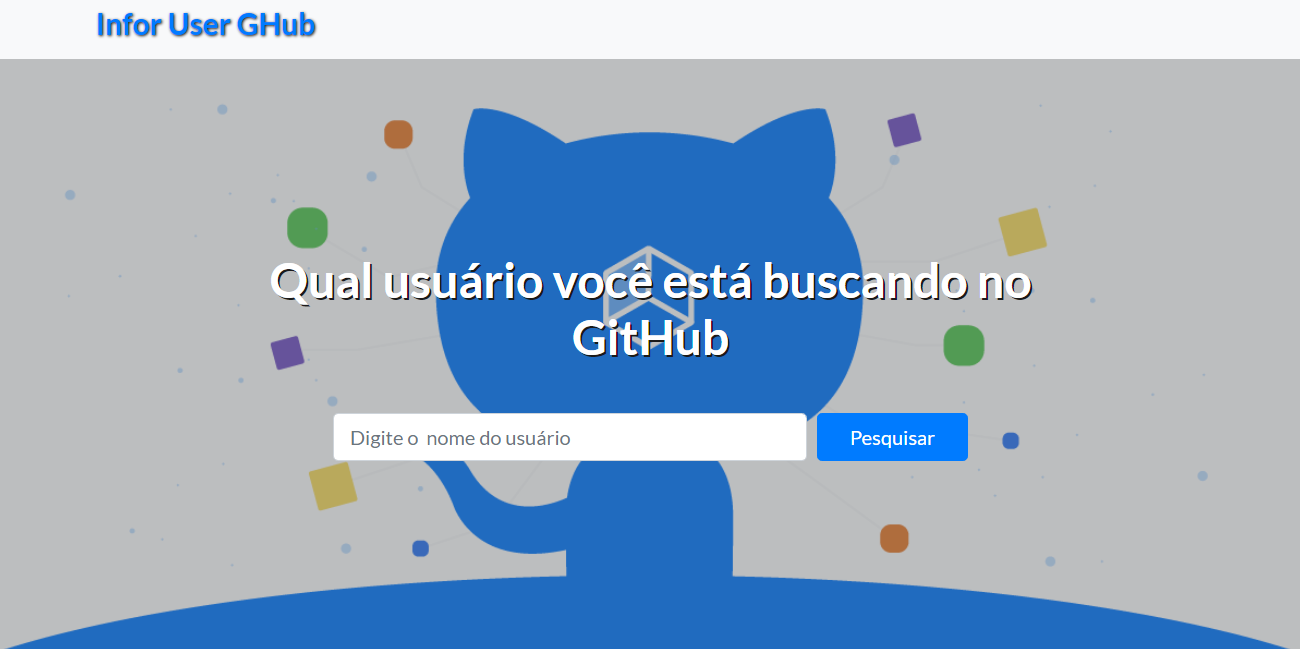 Infor User GHub
Qual usuário você está buscando no
GitHub
Digite o  nome do usuário
Pesquisar